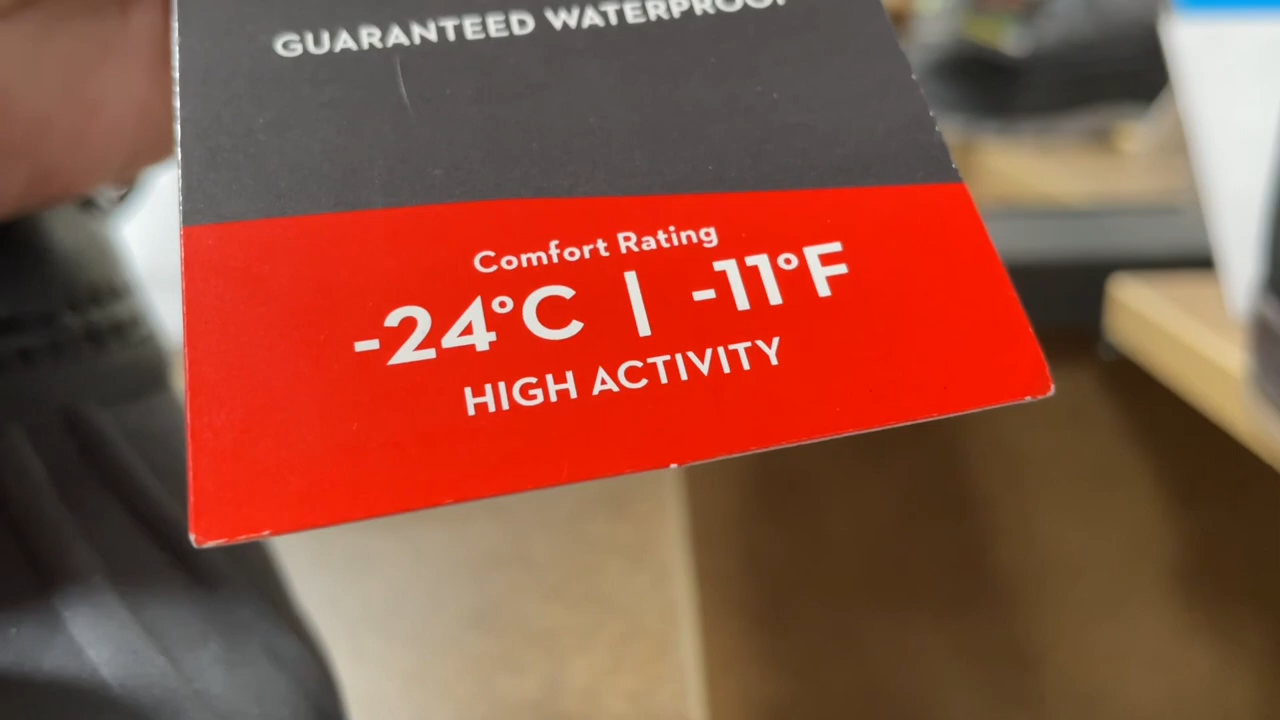 GUARANTEED WATERPROOF
Comfort Rating
-24°C | -11°F
HIGH ACTIVITY